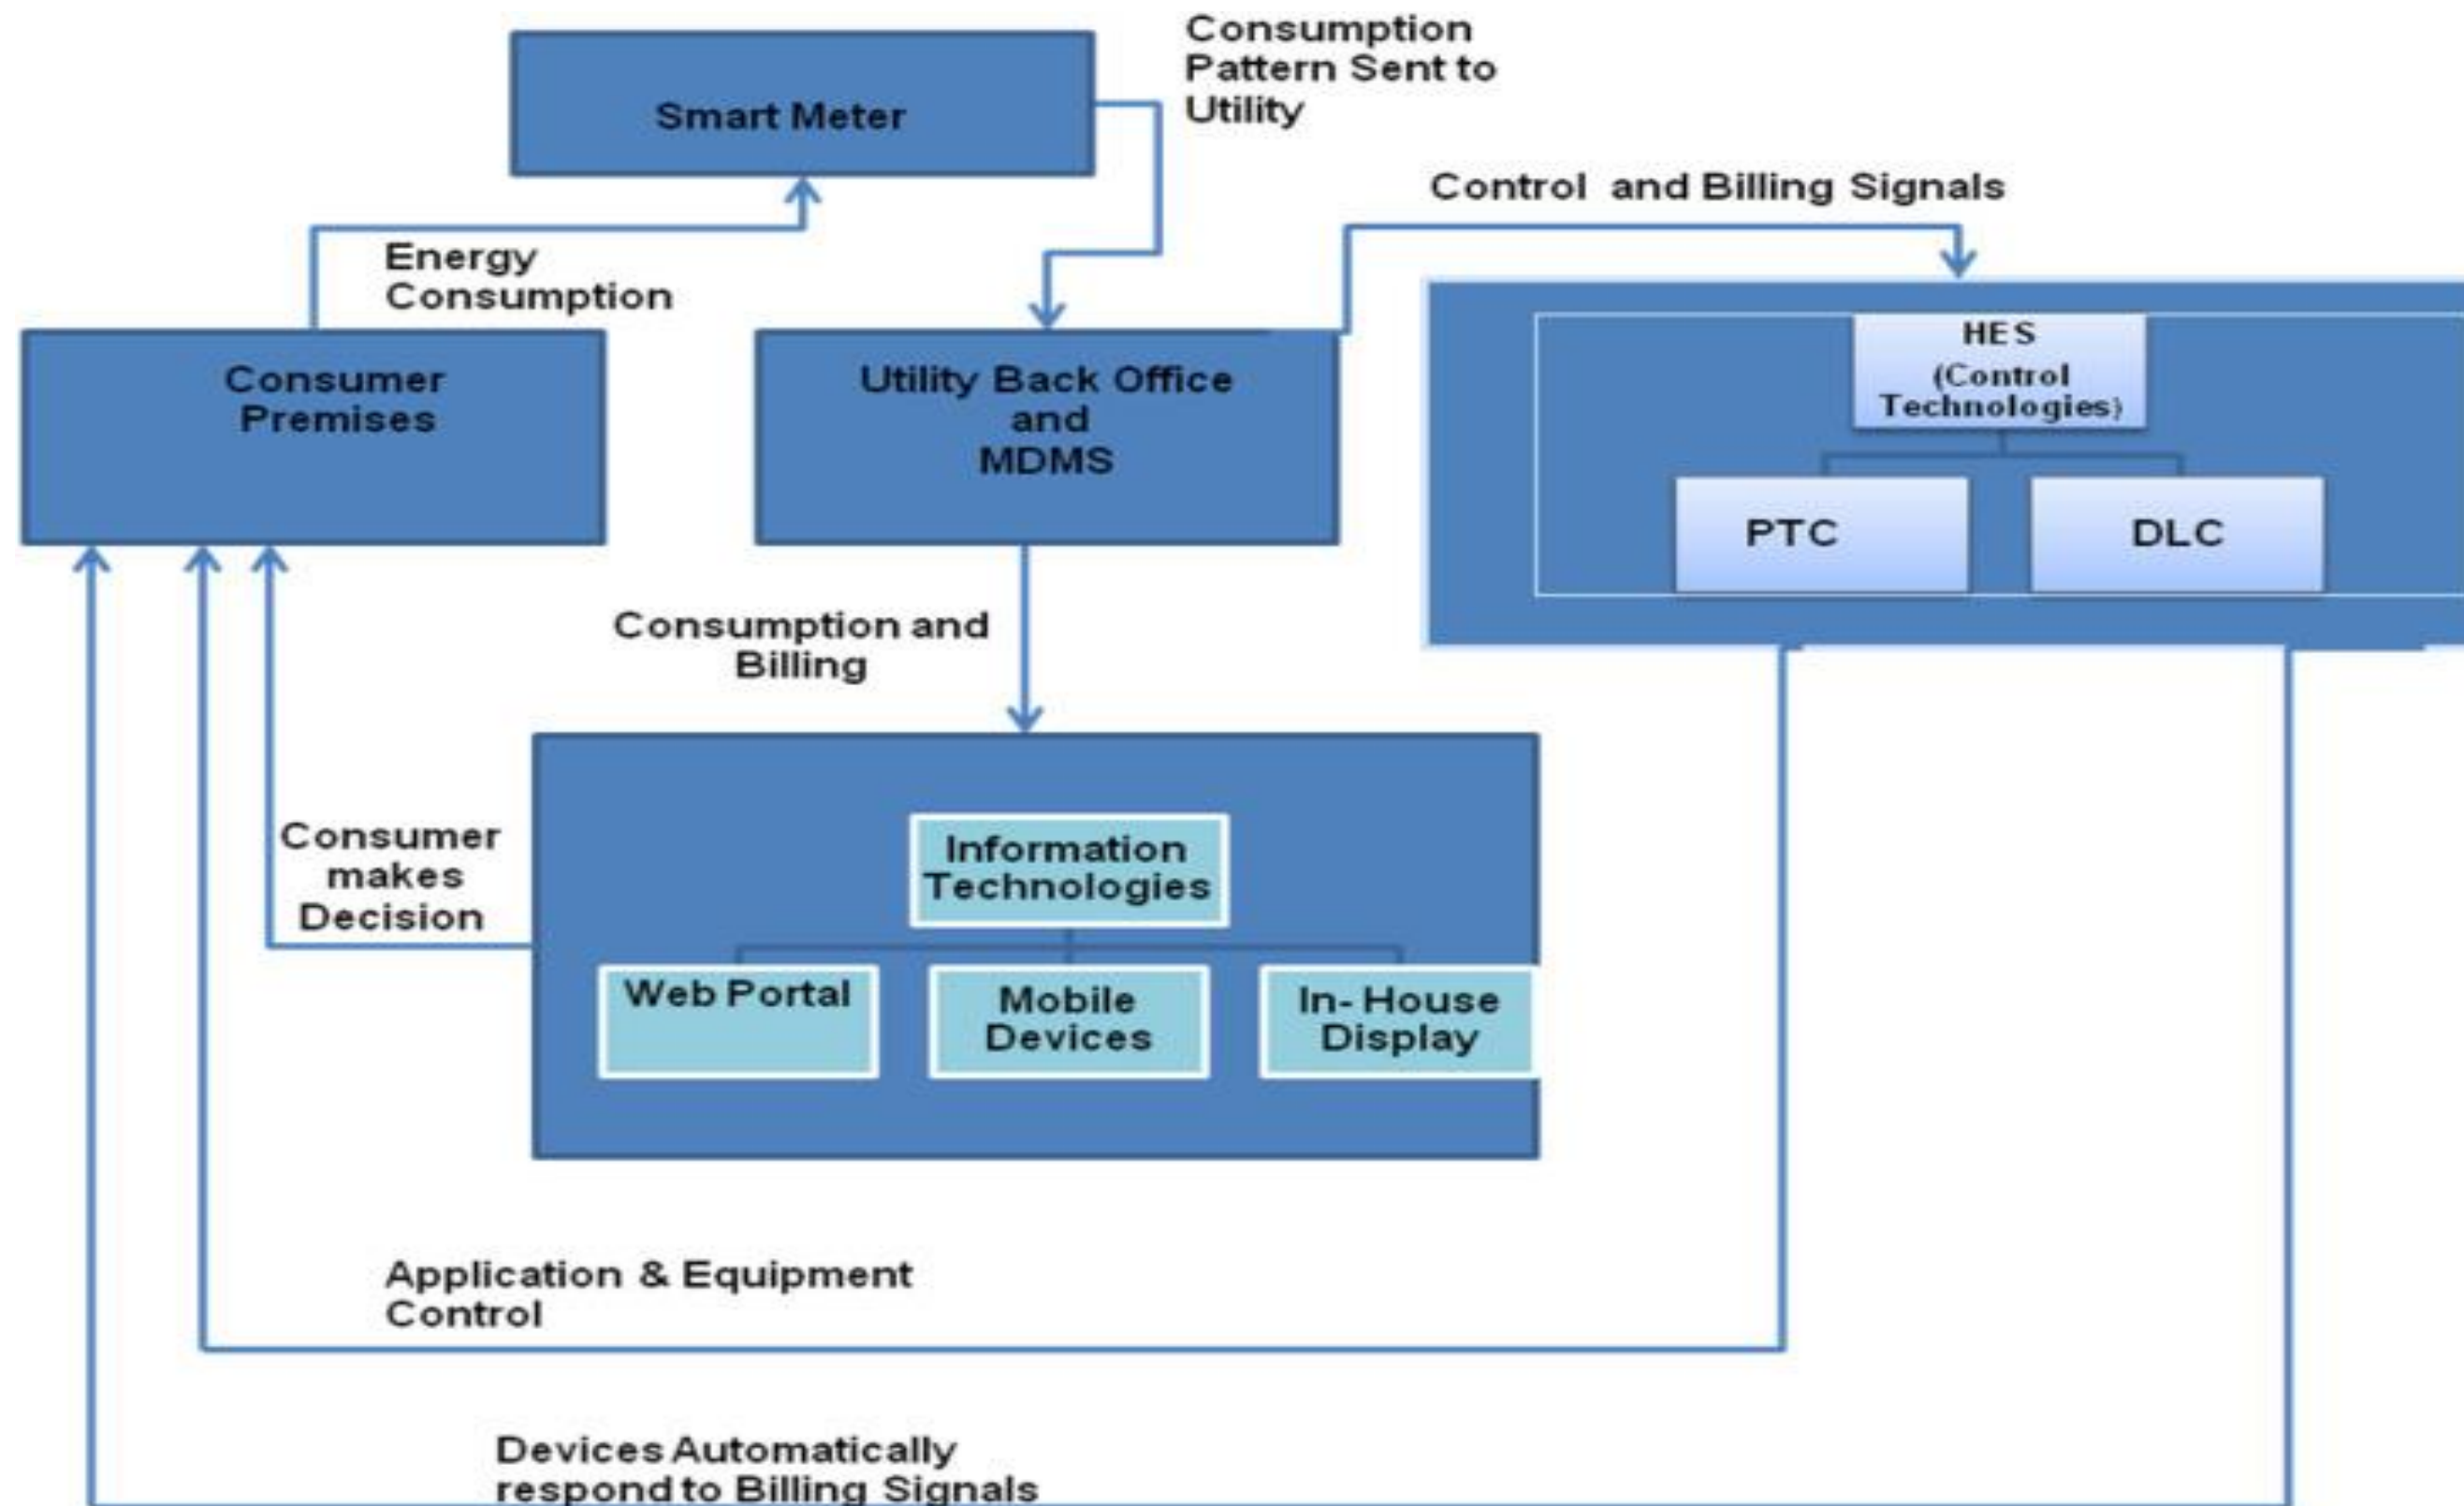 Consumption
Pattern Sent to
Utility
Smart Meter
Control and Billing Signals
Energy
Consumption
HES
(Control
Technologies)
Consumer
Premises
Utility Back Office
and
MDMS
PTC
DLC
Consumption and
Billing
Consumer
makes
Decision
Information
Technologies
Web Portal
Mobile
Devices
In- House
Display
Application & Equipment
Control
Devices Automatically
respond to Billing Signals